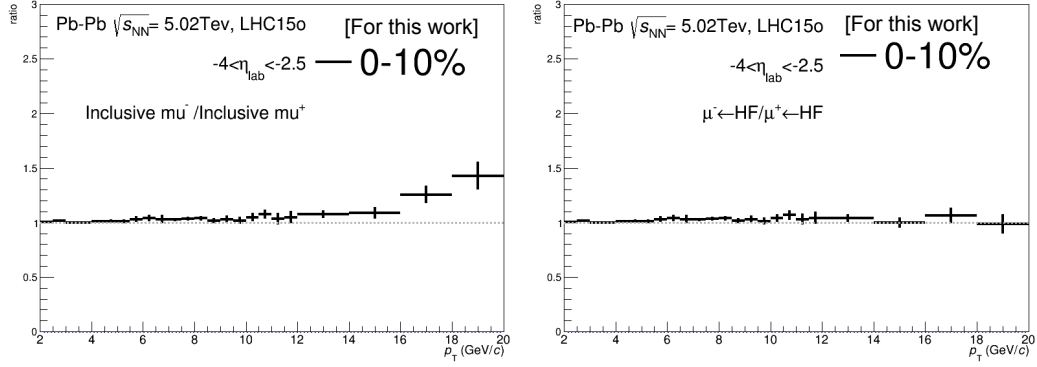 ratio
3
2.5
2
1.5
1
0.5
0
Pb-Pb √sNN= 5.02Tev, LHC15o
[For this work]
-4<ηlab<-2.5
0-10%
Inclusive mu- /Inclusive mu+
2 4 6 8 10 12 14 16 18 20
pT (GeV/c)
ratio
3
2.5
2
1.5
1
0.5
0
Pb-Pb √sNN= 5.02Tev, LHC15o
[For this work]
-4<ηlab<-2.5
0-10%
μ-←HF/μ+←HF
2 4 6 8 10 12 14 16 18 20
pT (GeV/c)